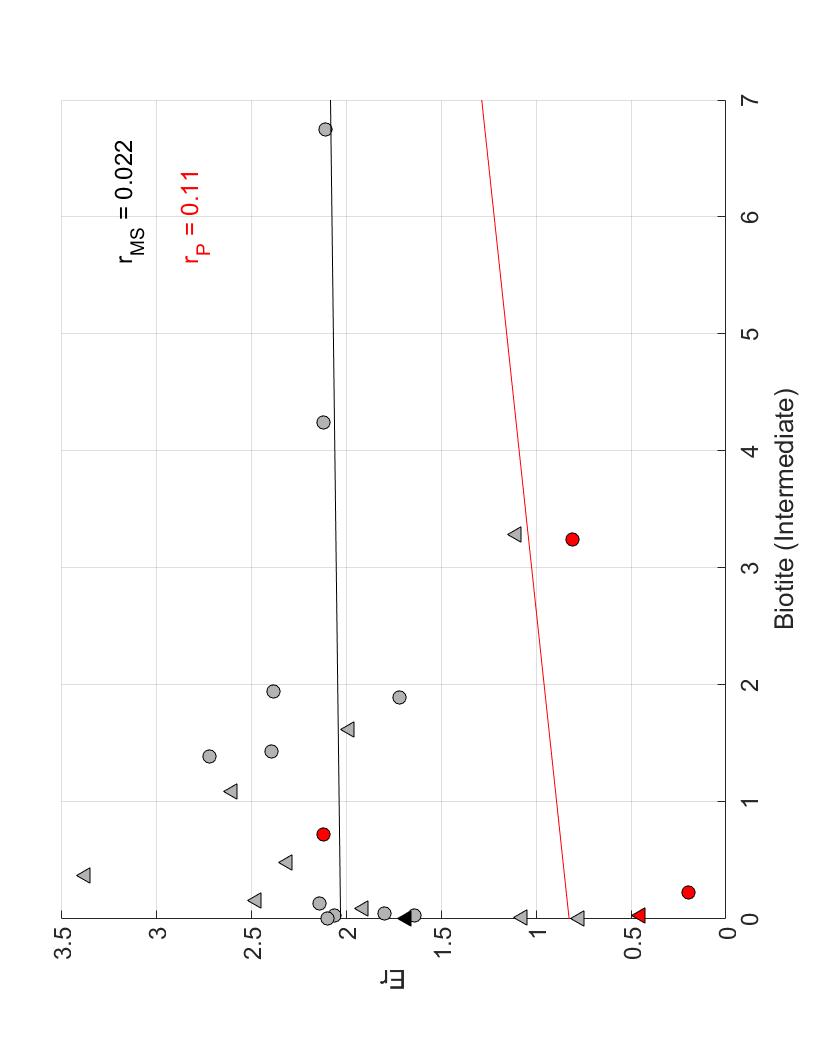 3.5
3
2.5
2
1.5
1
0.5
0
Er
r_MS = 0.022
r_P = 0.11
0 1 2 3 4 5 6 7
Biotite (Intermediate)